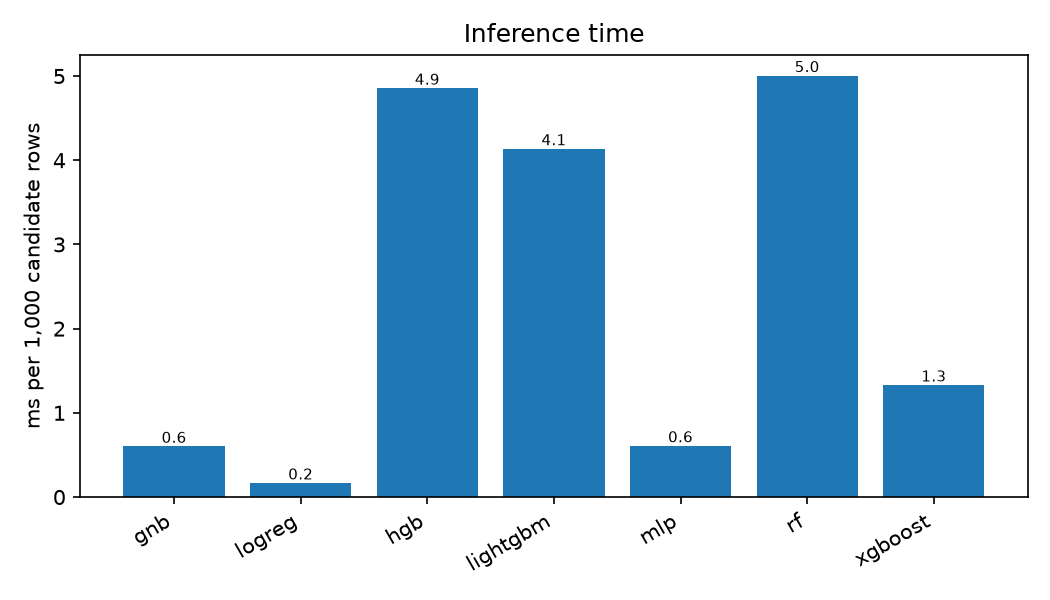 Inference time
ms per 1,000 candidate rows
5
4
3
2
1
0
0.6
0.2
4.9
4.1
0.6
5.0
1.3
gnb
logreg
hgb
lightgbm
mlp
rf
xgboost